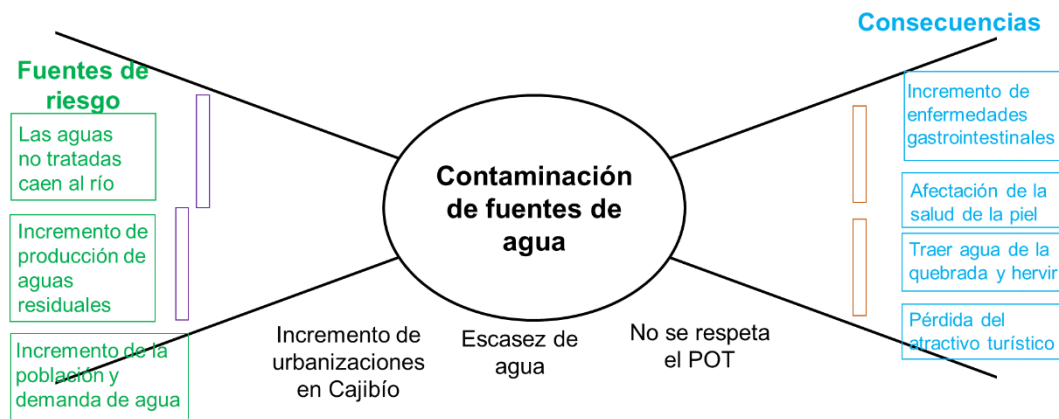 Consecuencias
Fuentes de
riesgo
Las aguas
no tratadas
caen al río
Incremento de
producción de
aguas
residuales
Incremento de la
población y
demanda de agua
Contaminación
de fuentes de
agua
Incremento de
urbanizaciones
en Cajibío
Escasez de
agua
No se respeta
el POT
Incremento de
enfermedades
gastrointestinales
Afectación de la
salud de la piel
Traer agua de la
quebrada y hervir
Pérdida del
atractivo turístico